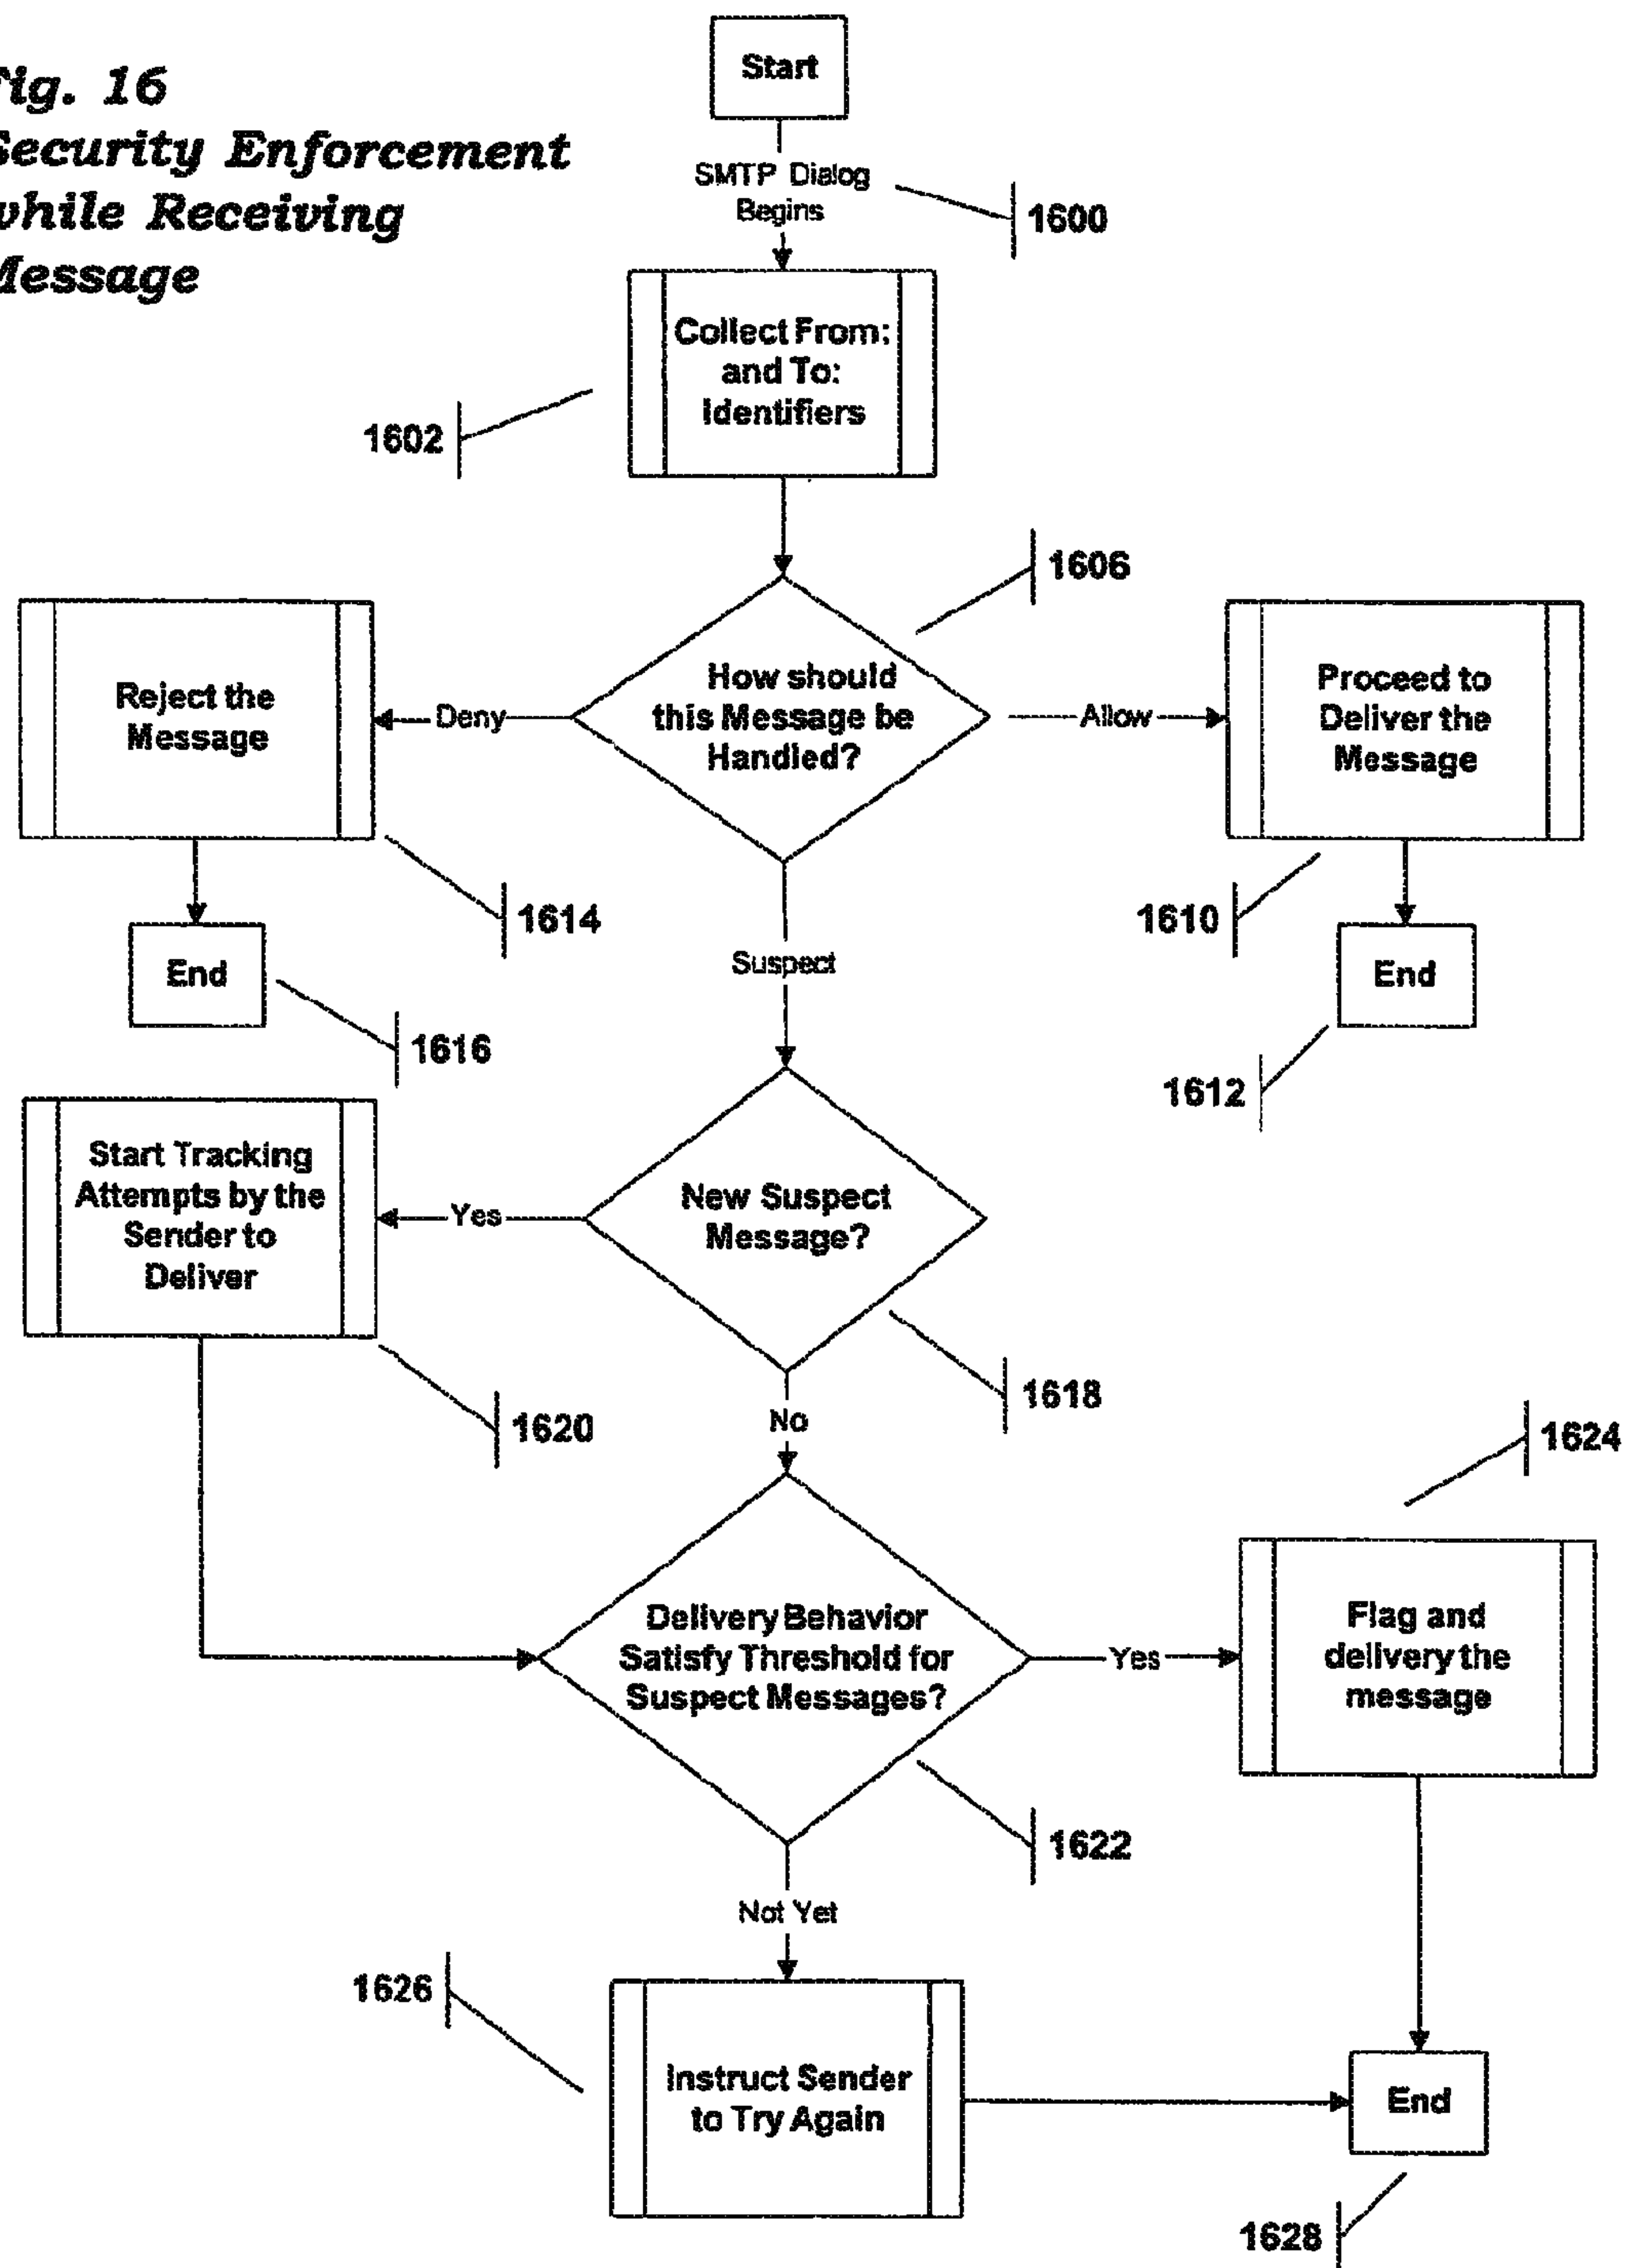 Fig. 16
Security Enforcement
while Receiving
Message
Start
SMTP Dialog
Begins
1600
Collect From:
and To:
Identifiers
1602
1606
How should
this Message be
Handled?
Deny
Allow
Reject the
Message
Proceed to
Deliver the
Message
1614
1610
End
End
Suspect
1616
1612
Start Tracking
Attempts by the
Sender to
Deliver
Yes
New Suspect
Message?
1618
1620
No
1624
Delivery Behavior
Satisfy Threshold for
Suspect Messages?
Yes
Flag and
delivery the
message
1622
Not Yet
1626
Instruct Sender
to Try Again
End
1628